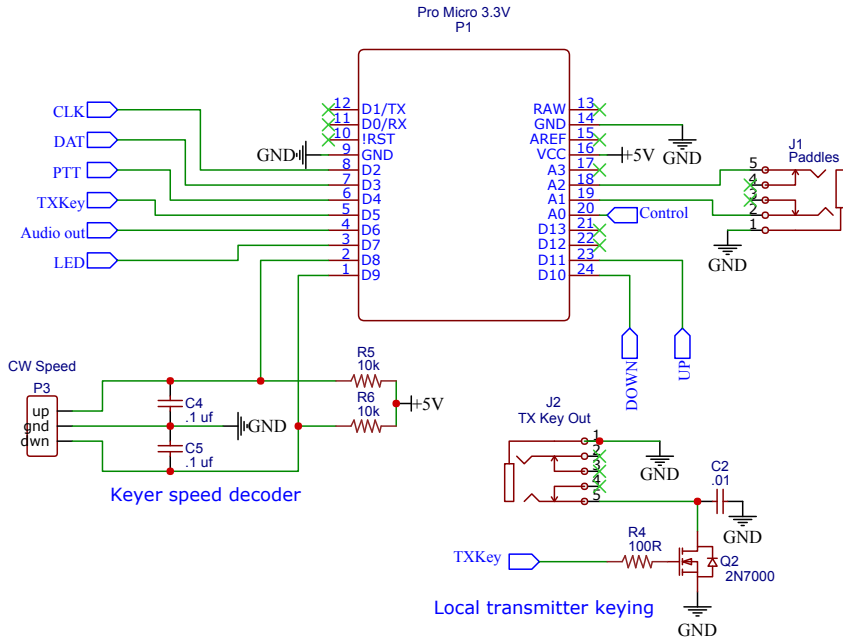 Pro Micro 3.3V
P1
12 D1/TX
11 D0/RX
10 !RST
9 GND
8 D2
7 D3
6 D4
5 D5
4 D6
3 D7
2 D8
1 D9
RAW 13
GND 14
AREF 15
VCC 16
A3 17
A2 18
A1 19
A0 20
D13 21
D12 22
D11 23
D10 24
CLK
DAT
PTT
TXKey
Audio out
LED
GND
GND
+5V
Control
J1
Paddles
5
4
3
2
1
GND
DOWN
UP
CW Speed
P3
up
gnd
dwn
C4
.1 uf
C5
.1 uf
GND
R5
10k
R6
10k
+5V
Keyer speed decoder
J2
TX Key Out
1
2
3
4
5
GND
C2
.01
GND
TXKey
R4
100R
Q2
2N7000
GND
Local transmitter keying